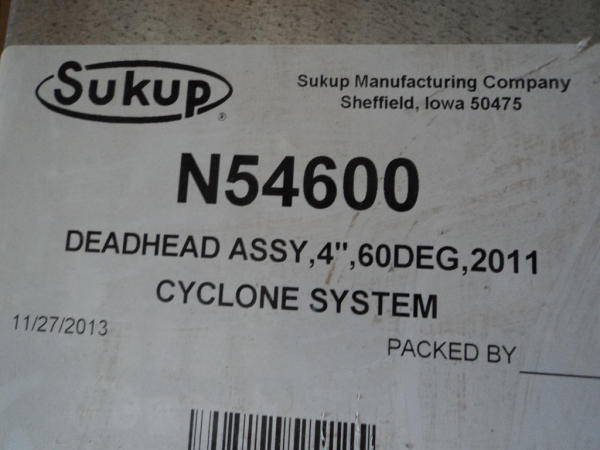 Sukup®
Sukup Manufacturing Company
Sheffield, Iowa 50475
N54600
DEADHEAD ASSY,4",60DEG,2011
CYCLONE SYSTEM
11/27/2013
PACKED BY